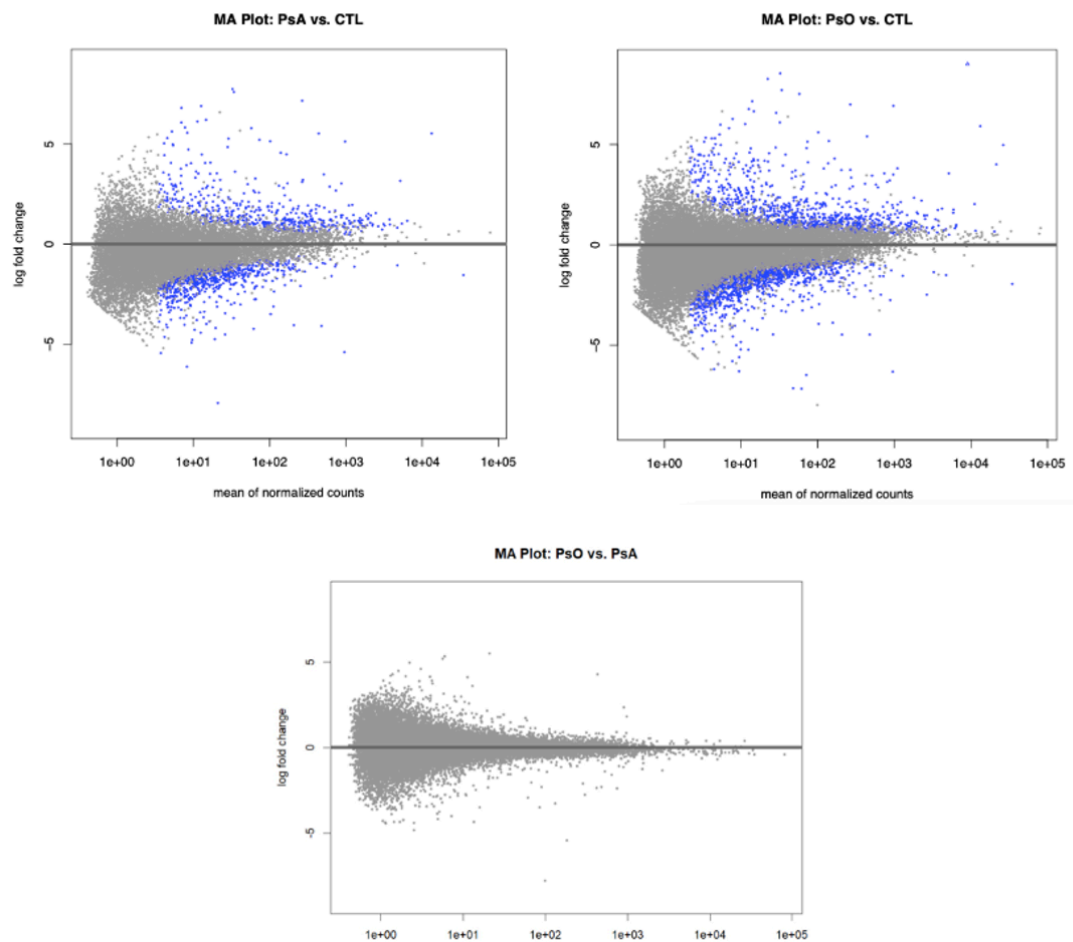 MA Plot: PsA vs. CTL
log fold change
5
0
-5
1e+00 1e+01 1e+02 1e+03 1e+04 1e+05
mean of normalized counts
MA Plot: PsO vs. CTL
log fold change
5
0
-5
1e+00 1e+01 1e+02 1e+03 1e+04 1e+05
mean of normalized counts
MA Plot: PsO vs. PsA
log fold change
5
0
-5
1e+00 1e+01 1e+02 1e+03 1e+04 1e+05